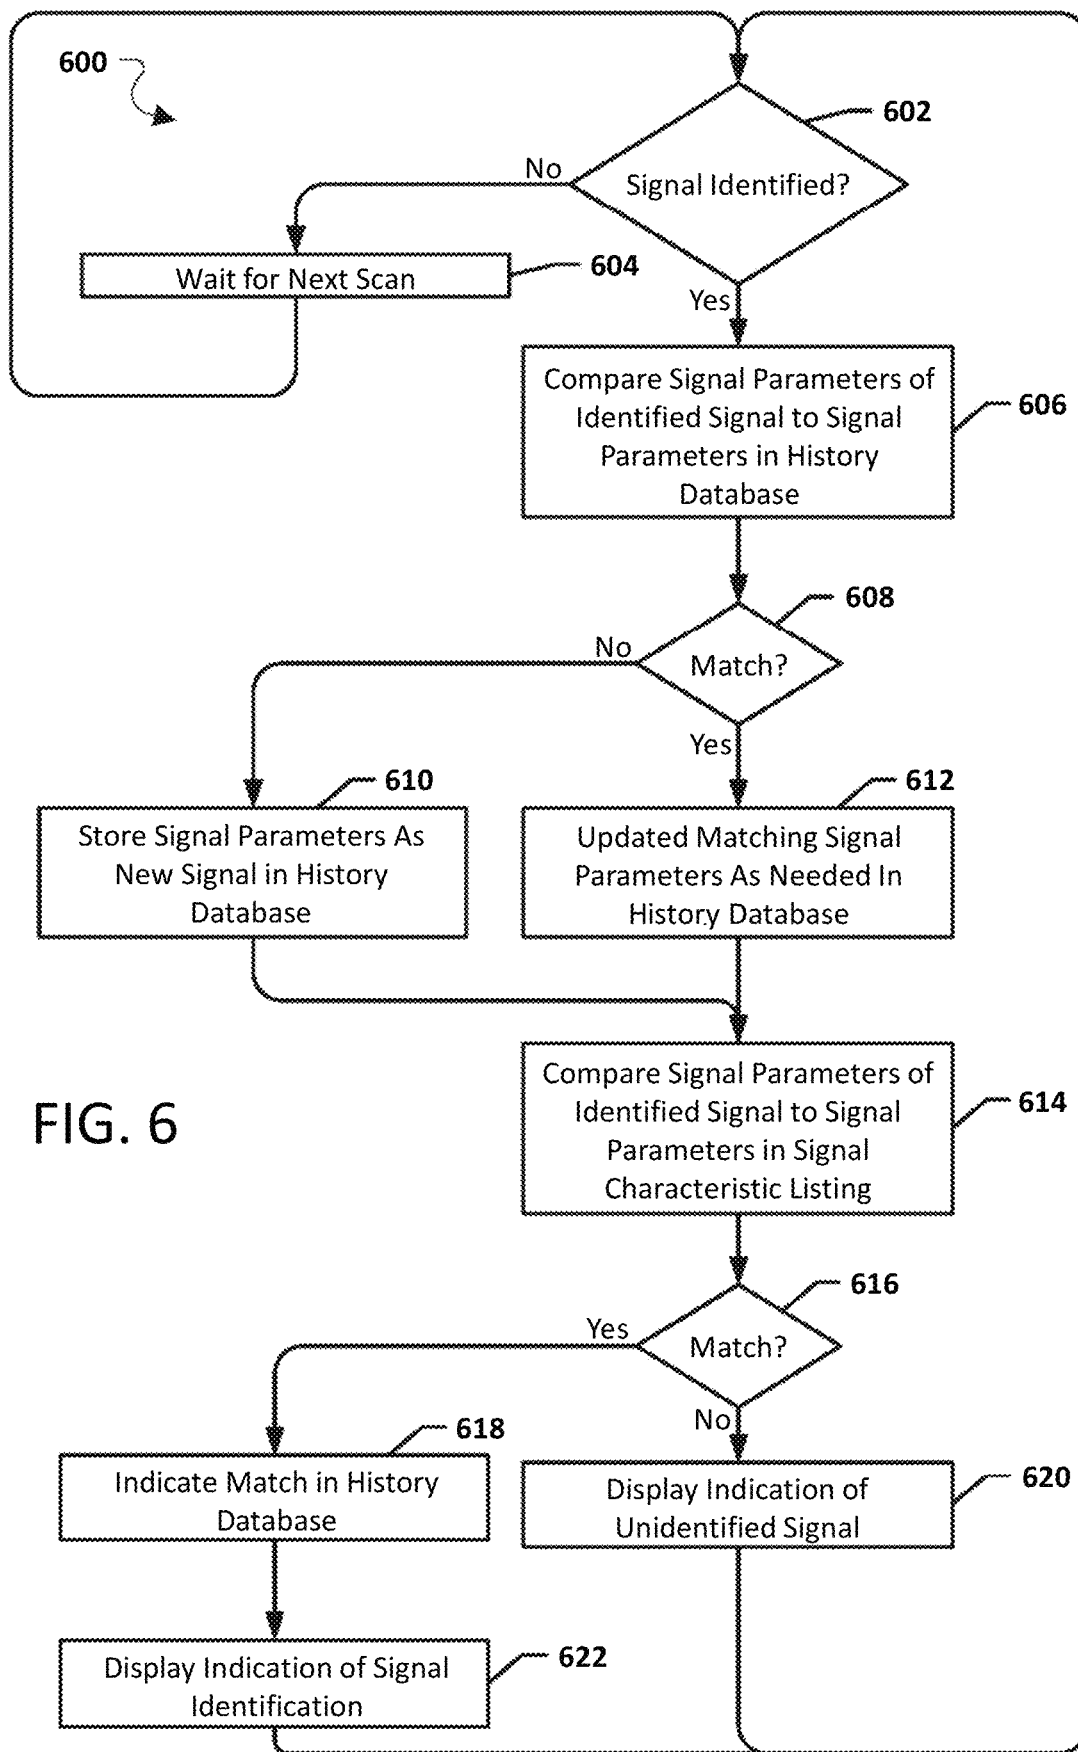 600
602
No
Signal Identified?
Wait for Next Scan
604
Yes
Compare Signal Parameters of
Identified Signal to Signal
Parameters in History
Database
606
608
No
Match?
Yes
610
612
Store Signal Parameters As
New Signal in History
Database
Updated Matching Signal
Parameters As Needed In
History Database
Compare Signal Parameters of
Identified Signal to Signal
Parameters in Signal
Characteristic Listing
614
FIG. 6
616
Yes
Match?
No
618
Indicate Match in History
Database
Display Indication of
Unidentified Signal
620
Display Indication of Signal
Identification
622